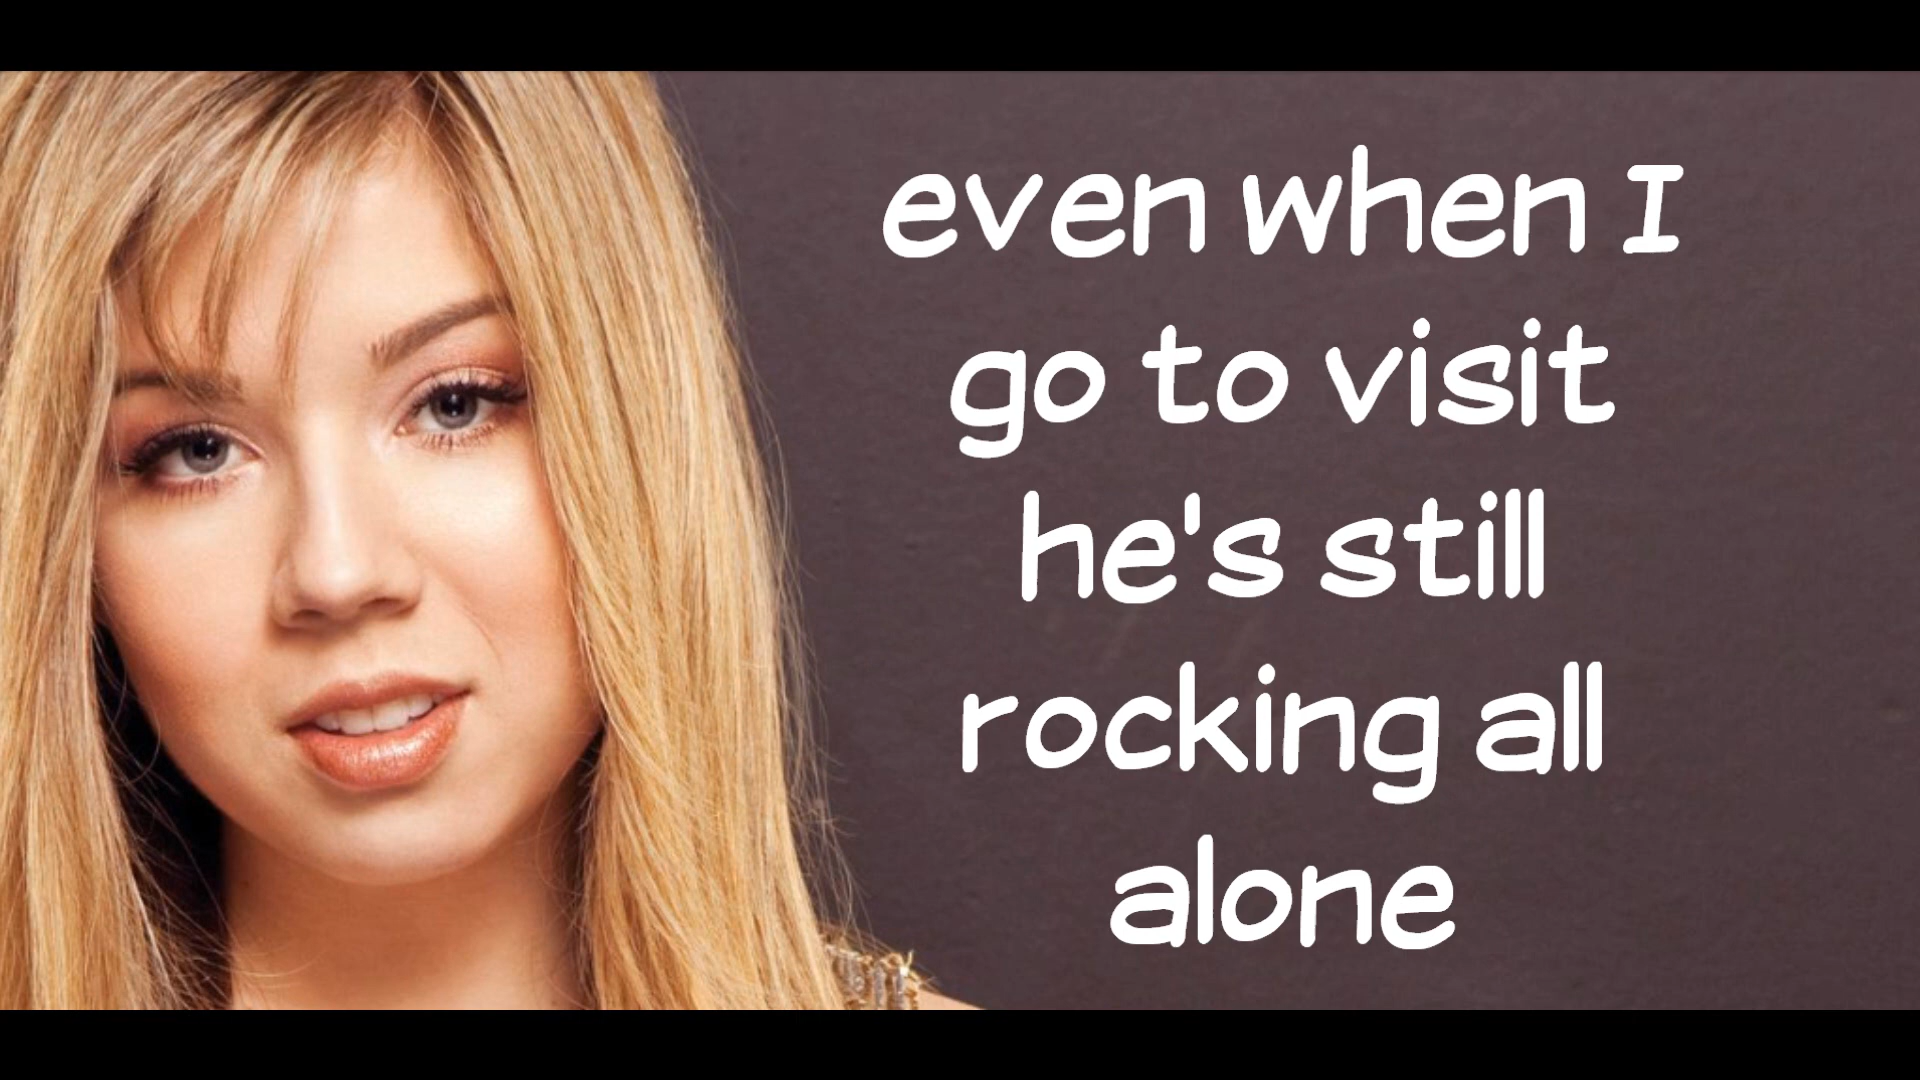 even when I
go to visit
he's still
rocking all
alone